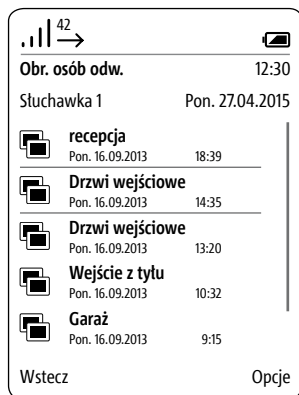 42
Obr. osób odw. 12:30
Słuchawka 1 Pon. 27.04.2015
recepcja
Pon. 16.09.2013 18:39
Drzwi wejściowe
Pon. 16.09.2013 14:35
Drzwi wejściowe
Pon. 16.09.2013 13:20
Wejście z tyłu
Pon. 16.09.2013 10:32
Garaż
Pon. 16.09.2013 9:15
Wstecz Opcje